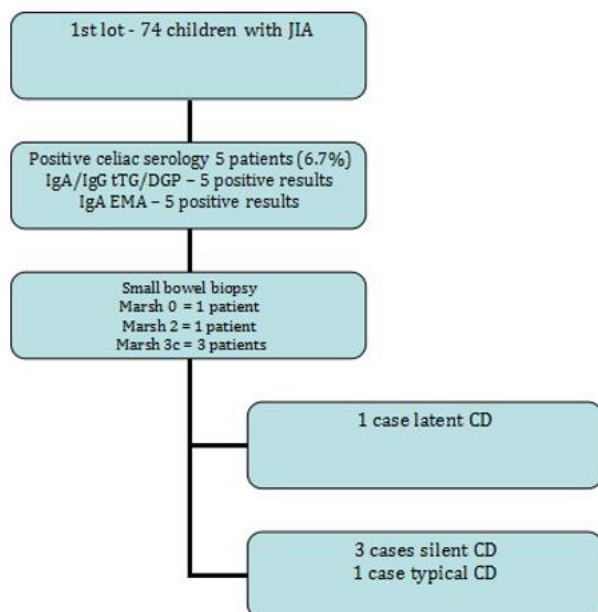 1st lot - 74 children with JIA
Positive celiac serology 5 patients (6.7%)
IgA/IgG tTG/DGP – 5 positive results
IgA EMA – 5 positive results
Small bowel biopsy
Marsh 0 = 1 patient
Marsh 2 = 1 patient
Marsh 3c = 3 patients
1 case latent CD
3 cases silent CD
1 case typical CD